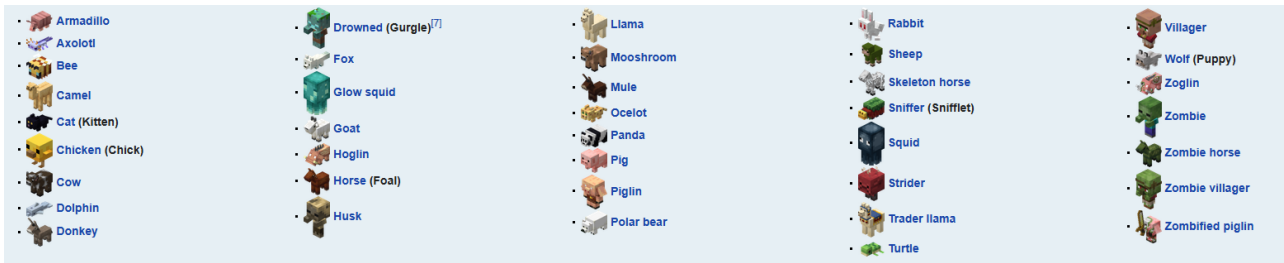 Armadillo
Axolotl
Bee
Camel
Cat (Kitten)
Chicken (Chick)
Cow
Dolphin
Donkey
Drowned (Gurgle)[7]
Fox
Glow squid
Goat
Hoglin
Horse (Foal)
Husk
Llama
Mooshroom
Mule
Ocelot
Panda
Pig
Piglin
Polar bear
Rabbit
Sheep
Skeleton horse
Sniffer (Snifflet)
Squid
Strider
Trader llama
Turtle
Villager
Wolf (Puppy)
Zoglin
Zombie
Zombie horse
Zombie villager
Zombified piglin